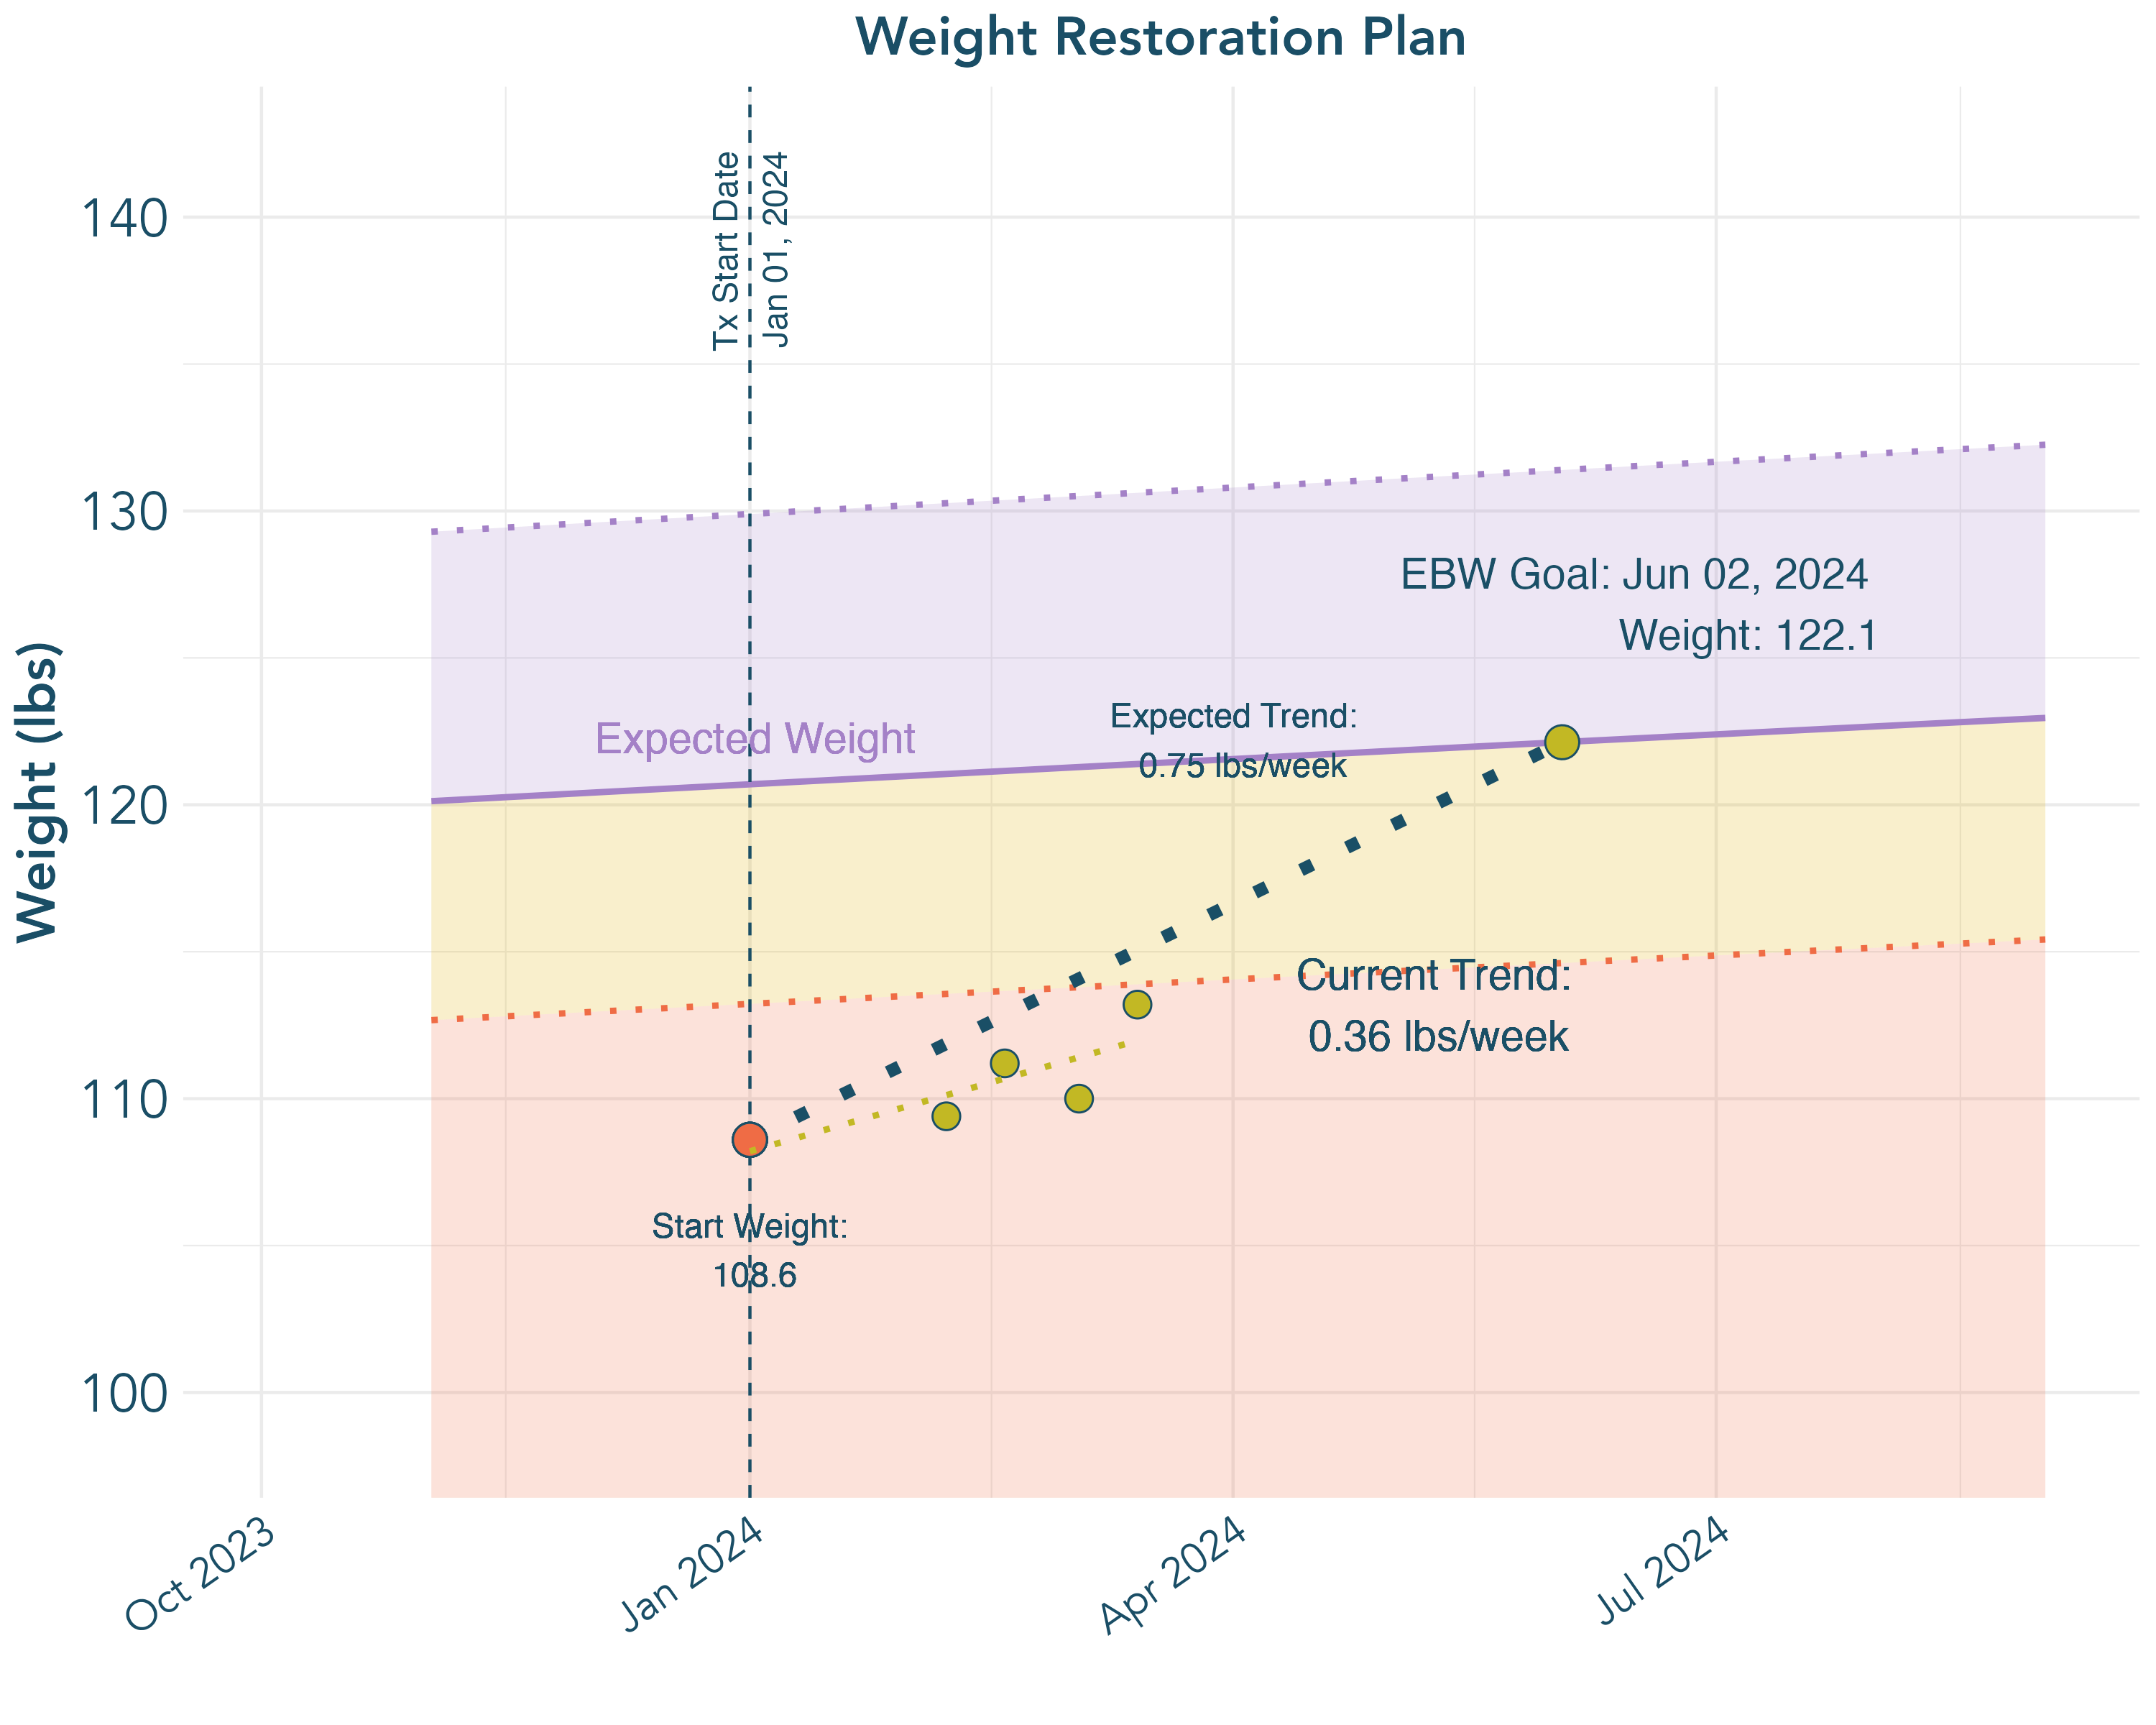 Weight Restoration Plan
Tx Start Date
Jan 01, 2024
140
130
120
110
100
Weight (lbs)
EBW Goal: Jun 02, 2024
Weight: 122.1
Expected Weight
Expected Trend:
0.75 lbs/week
Current Trend:
0.36 lbs/week
Start Weight:
108.6
Oct 2023
Jan 2024
Apr 2024
Jul 2024